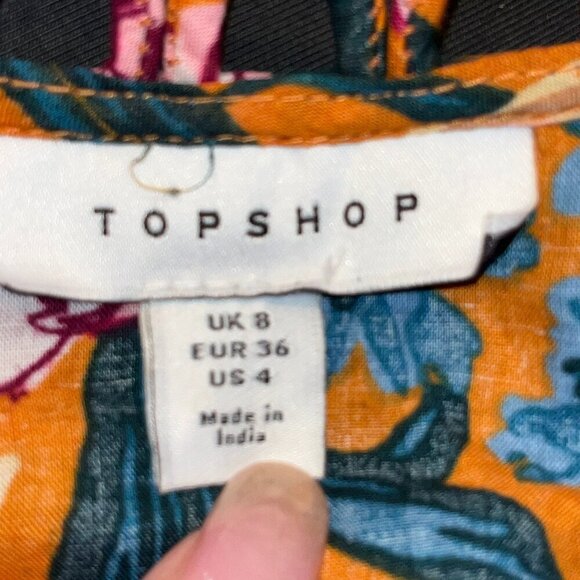 TOPSHOP
UK 8
EUR 36
US 4
Made in
India